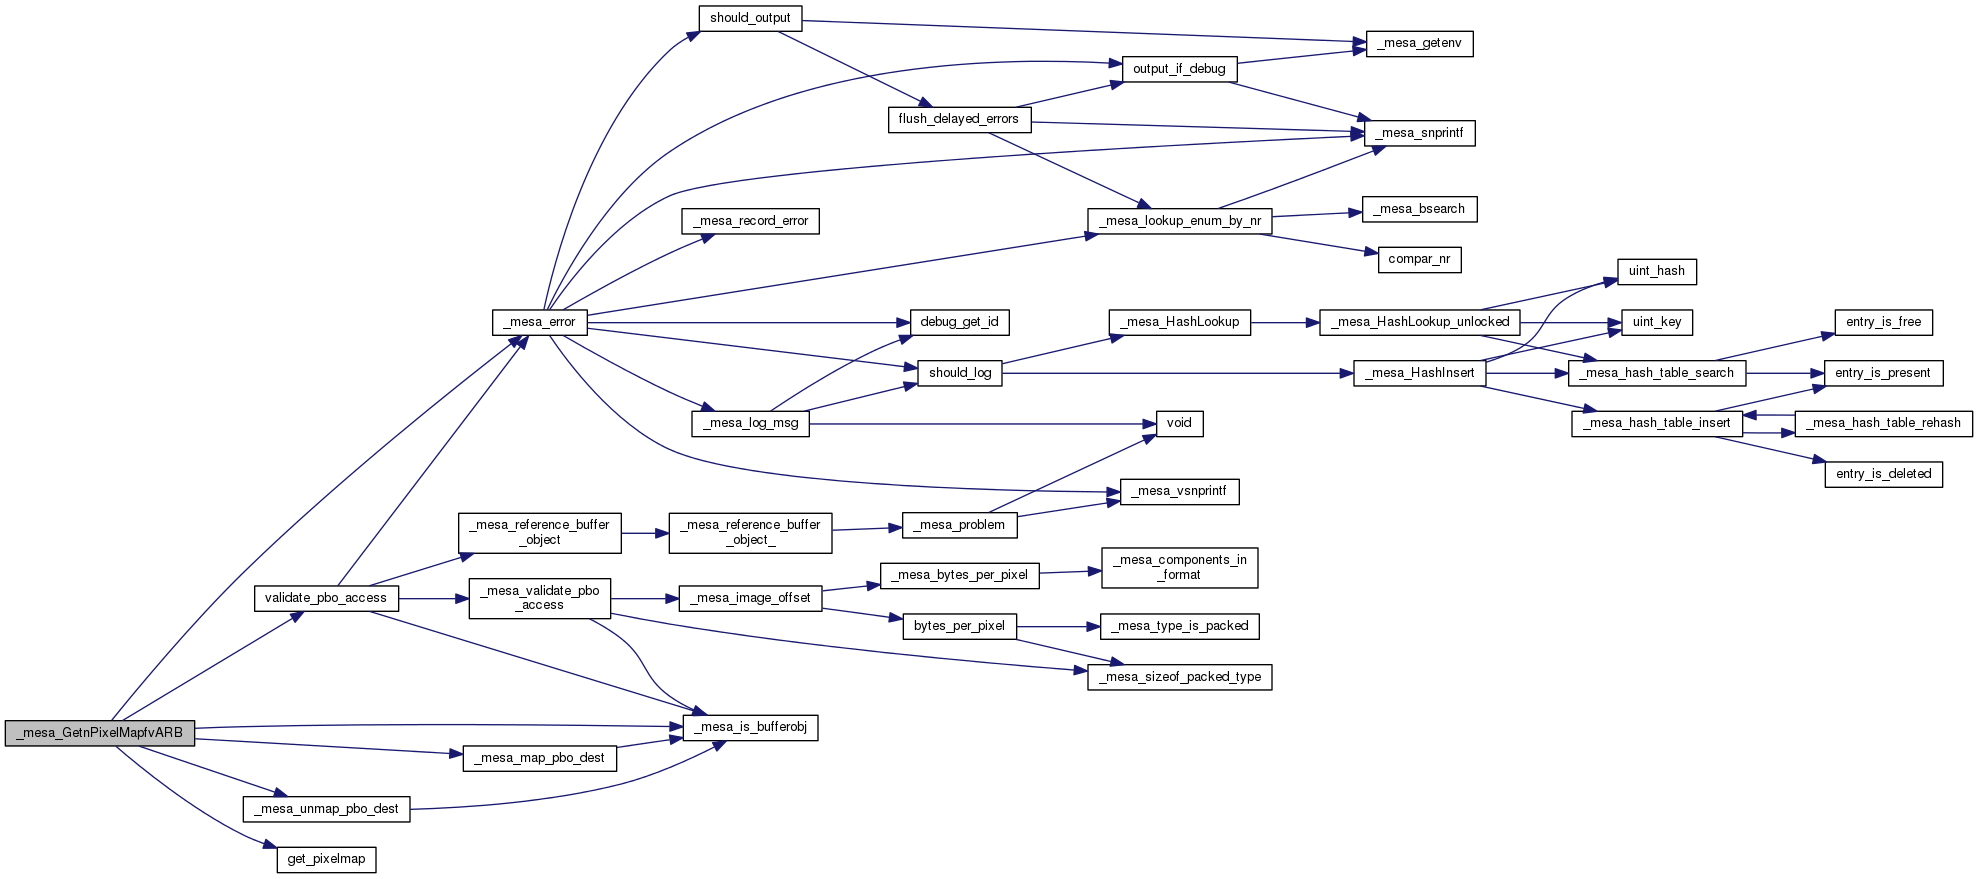 should_output
_mesa_getenv
output_if_debug
flush_delayed_errors
_mesa_snprintf
_mesa_record_error
_mesa_lookup_enum_by_nr
_mesa_bsearch
compar_nr
uint_hash
_mesa_error
debug_get_id
_mesa_HashLookup
_mesa_HashLookup_unlocked
uint_key
entry_is_free
should_log
_mesa_HashInsert
_mesa_hash_table_search
entry_is_present
_mesa_log_msg
void
_mesa_hash_table_insert
_mesa_hash_table_rehash
entry_is_deleted
_mesa_vsnprintf
_mesa_reference_buffer
_object
_mesa_reference_buffer
_object_
_mesa_problem
_mesa_components_in
_format
_mesa_bytes_per_pixel
validate_pbo_access
_mesa_validate_pbo
_access
_mesa_image_offset
bytes_per_pixel
_mesa_type_is_packed
_mesa_sizeof_packed_type
_mesa_GetnPixelMapfvARB
_mesa_is_bufferobj
_mesa_map_pbo_dest
_mesa_unmap_pbo_dest
get_pixelmap